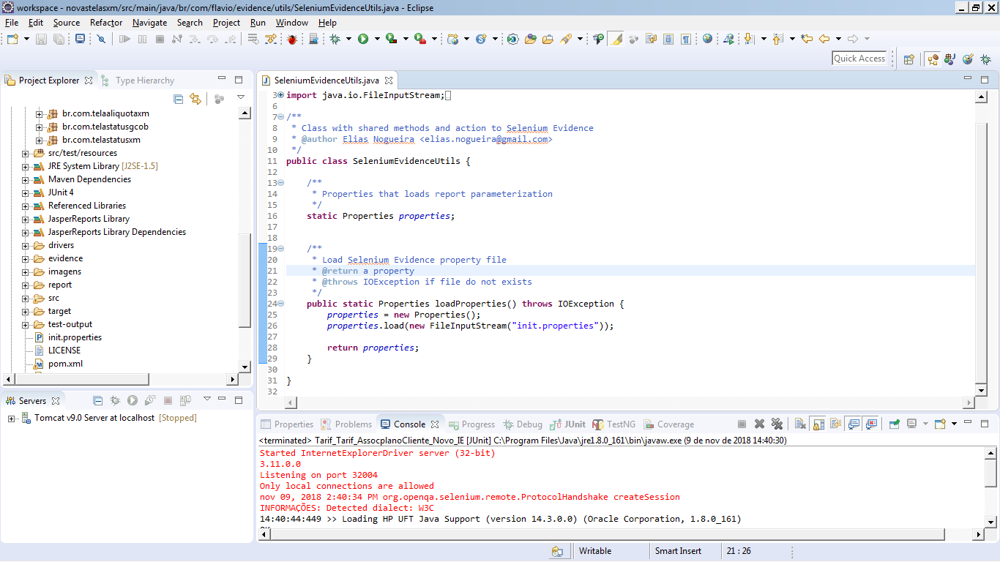 workspace - novastelasxm/src/main/java/br/com/flavio/evidence/utils/SeleniumEvidenceUtils.java - Eclipse
File Edit Source Refactor Navigate Search Project Run Window Help
Quick Access
Project Explorer Type Hierarchy
br.com.telaaliquotaxm
br.com.telastatusgcob
br.com.telastatusxm
src/test/resources
JRE System Library [J2SE-1.5]
Maven Dependencies
JUnit 4
Referenced Libraries
JasperReports Library
JasperReports Library Dependencies
drivers
evidence
imagens
report
src
target
test-output
init.properties
LICENSE
pom.xml
Servers
Tomcat v9.0 Server at localhost [Stopped]
SeleniumEvidenceUtils.java
3 import java.io.FileInputStream;
6
7 /**
8 * Class with shared methods and action to Selenium Evidence
9 * @author Elias Nogueira <elias.nogueira@gmail.com>
10 */
11 public class SeleniumEvidenceUtils {
12
13 /**
14 * Properties that loads report parameterization
15 */
16 static Properties properties;
17
18
19 /**
20 * Load Selenium Evidence property file
21 * @return a property
22 * @throws IOException if file do not exists
23 */
24 public static Properties loadProperties() throws IOException {
25 properties = new Properties();
26 properties.load(new FileInputStream("init.properties"));
27
28 return properties;
29 }
30
31 }
32
Properties Problems Console Progress Debug JUnit TestNG Coverage
<terminated> Tarif_Tarif_AssocplanoCliente_Novo_IE [JUnit] C:\Program Files\Java\jre1.8.0_161\bin\javaw.exe (9 de nov de 2018 14:40:30)
Started InternetExplorerDriver server (32-bit)
3.11.0.0
Listening on port 32004
Only local connections are allowed
nov 09, 2018 2:40:34 PM org.openqa.selenium.remote.ProtocolHandshake createSession
INFORMAÇÕES: Detected dialect: W3C
14:40:44:449 >> Loading HP UFT Java Support (version 14.3.0.0) (Oracle Corporation, 1.8.0_161)
Writable Smart Insert 21 : 26